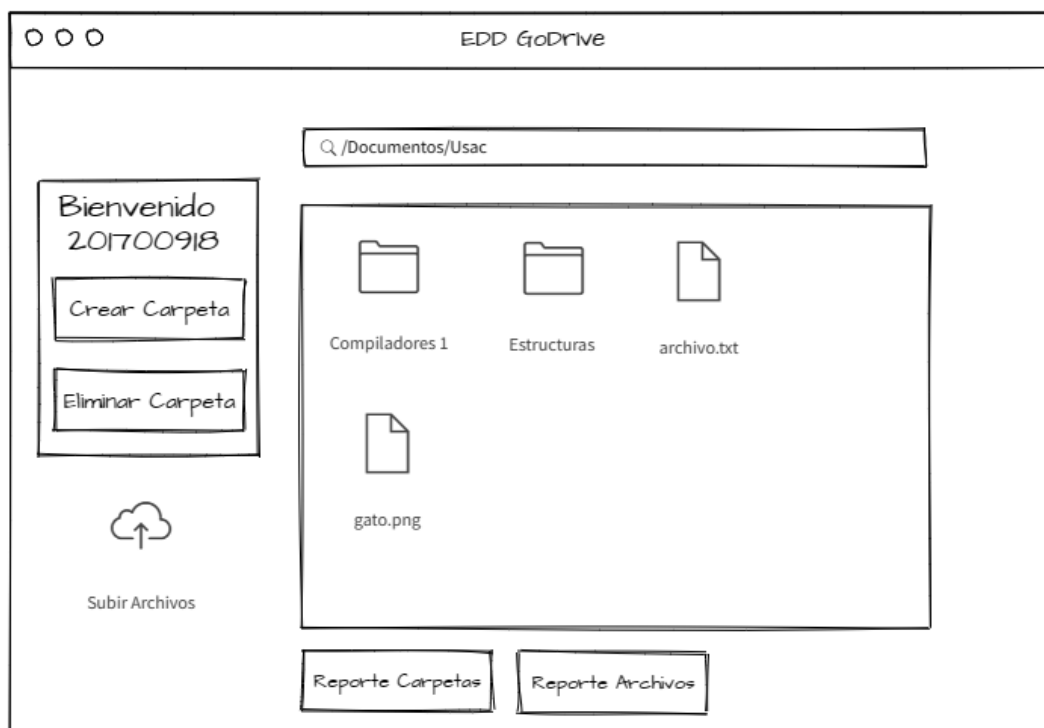 EDD GoDrive
/Documentos/Usac
Bienvenido
201700918
Crear Carpeta
Eliminar Carpeta
Subir Archivos
Compiladores 1
Estructuras
archivo.txt
gato.png
Reporte Carpetas
Reporte Archivos